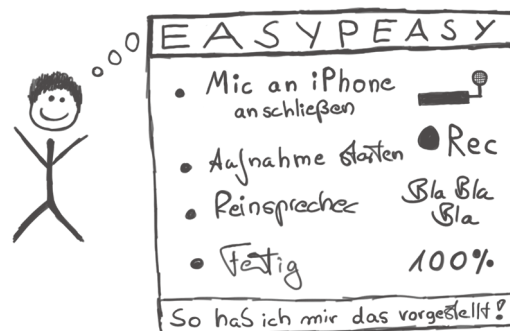 EASYPEASY
• Mic an iPhone
anschließen
• Aufnahme starten ● Rec
• Reinsprechen Bla Bla
Bla
• Fertig 100%
So hab ich mir das vorgestellt!